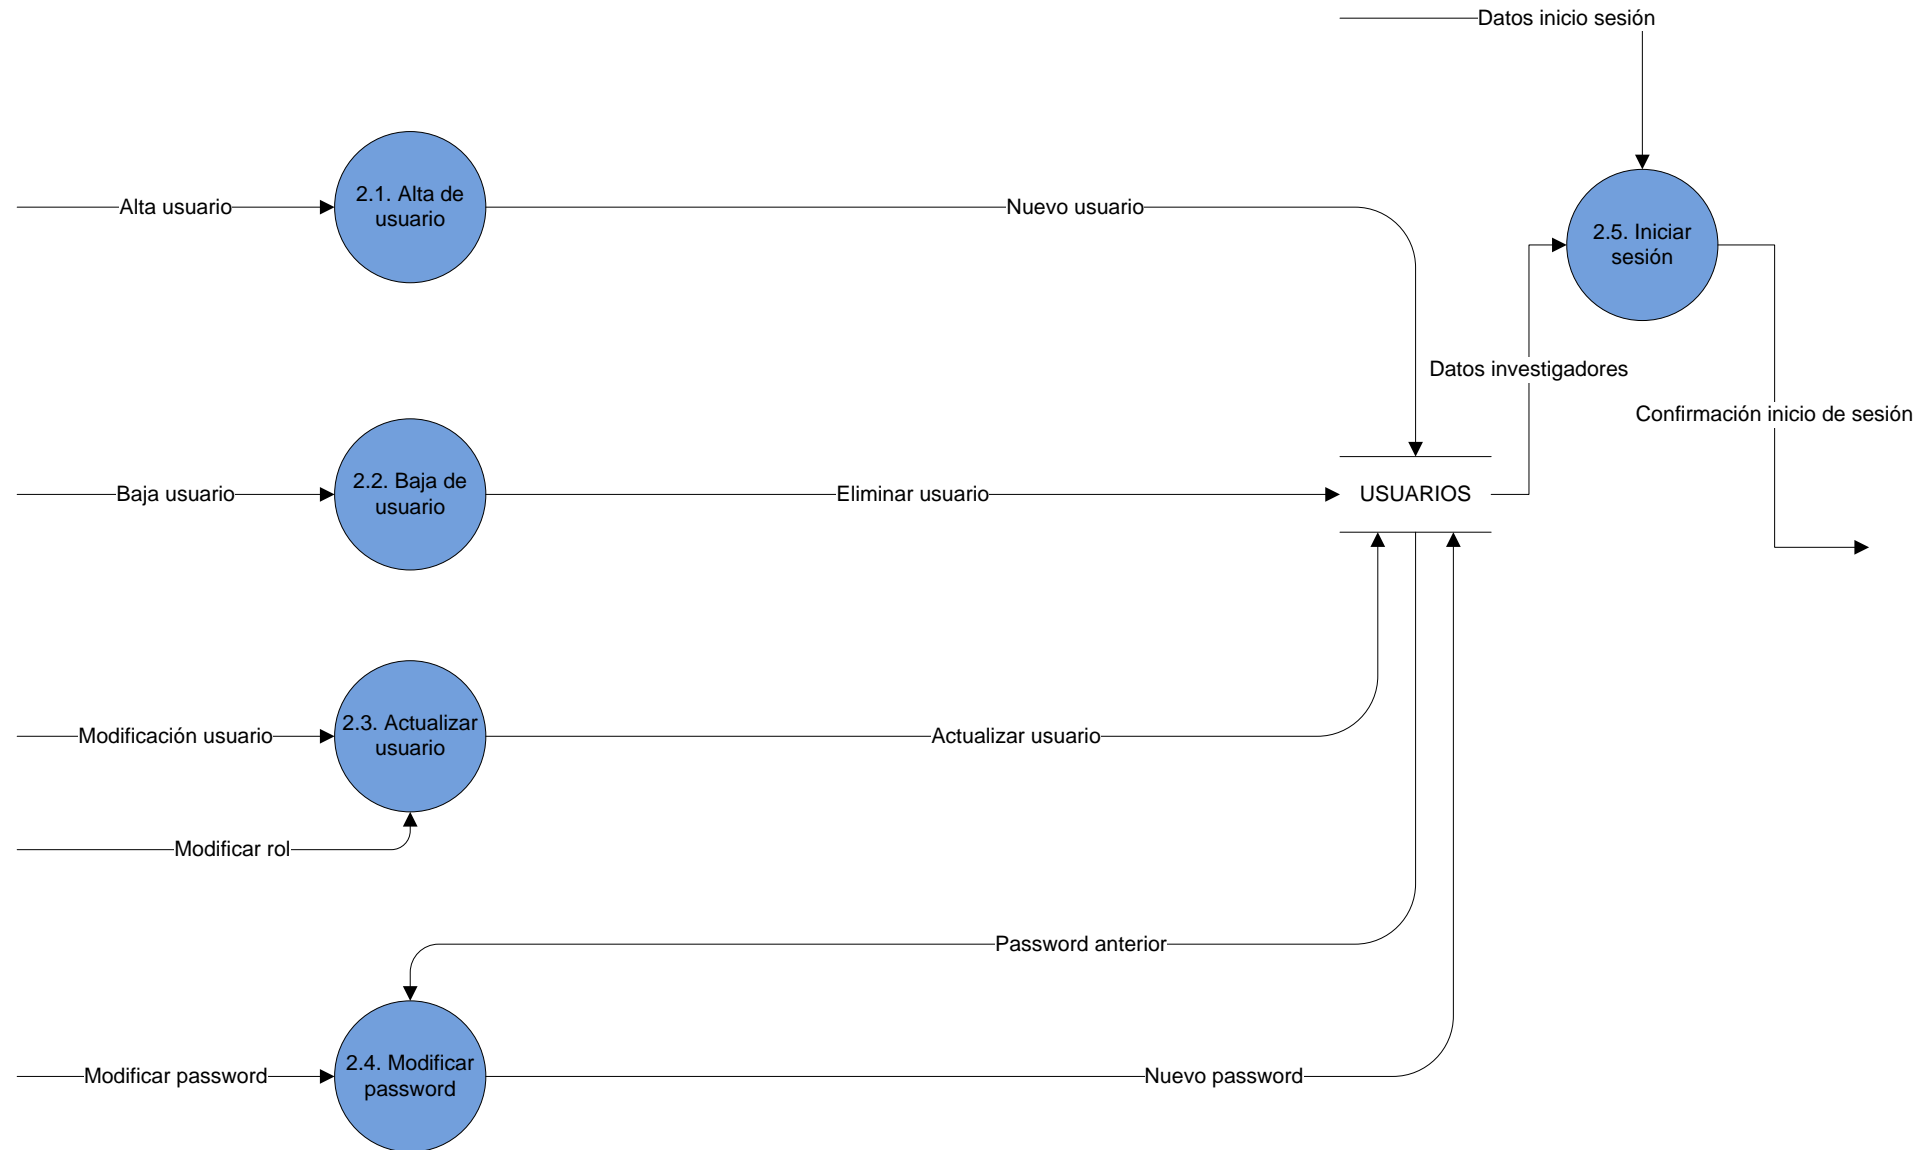 Datos inicio sesión
Alta usuario
2.1. Alta de
usuario
Nuevo usuario
2.5. Iniciar
sesión
Datos investigadores
Confirmación inicio de sesión
Baja usuario
2.2. Baja de
usuario
Eliminar usuario
USUARIOS
Modificación usuario
2.3. Actualizar
usuario
Actualizar usuario
Modificar rol
Password anterior
Modificar password
2.4. Modificar
password
Nuevo password